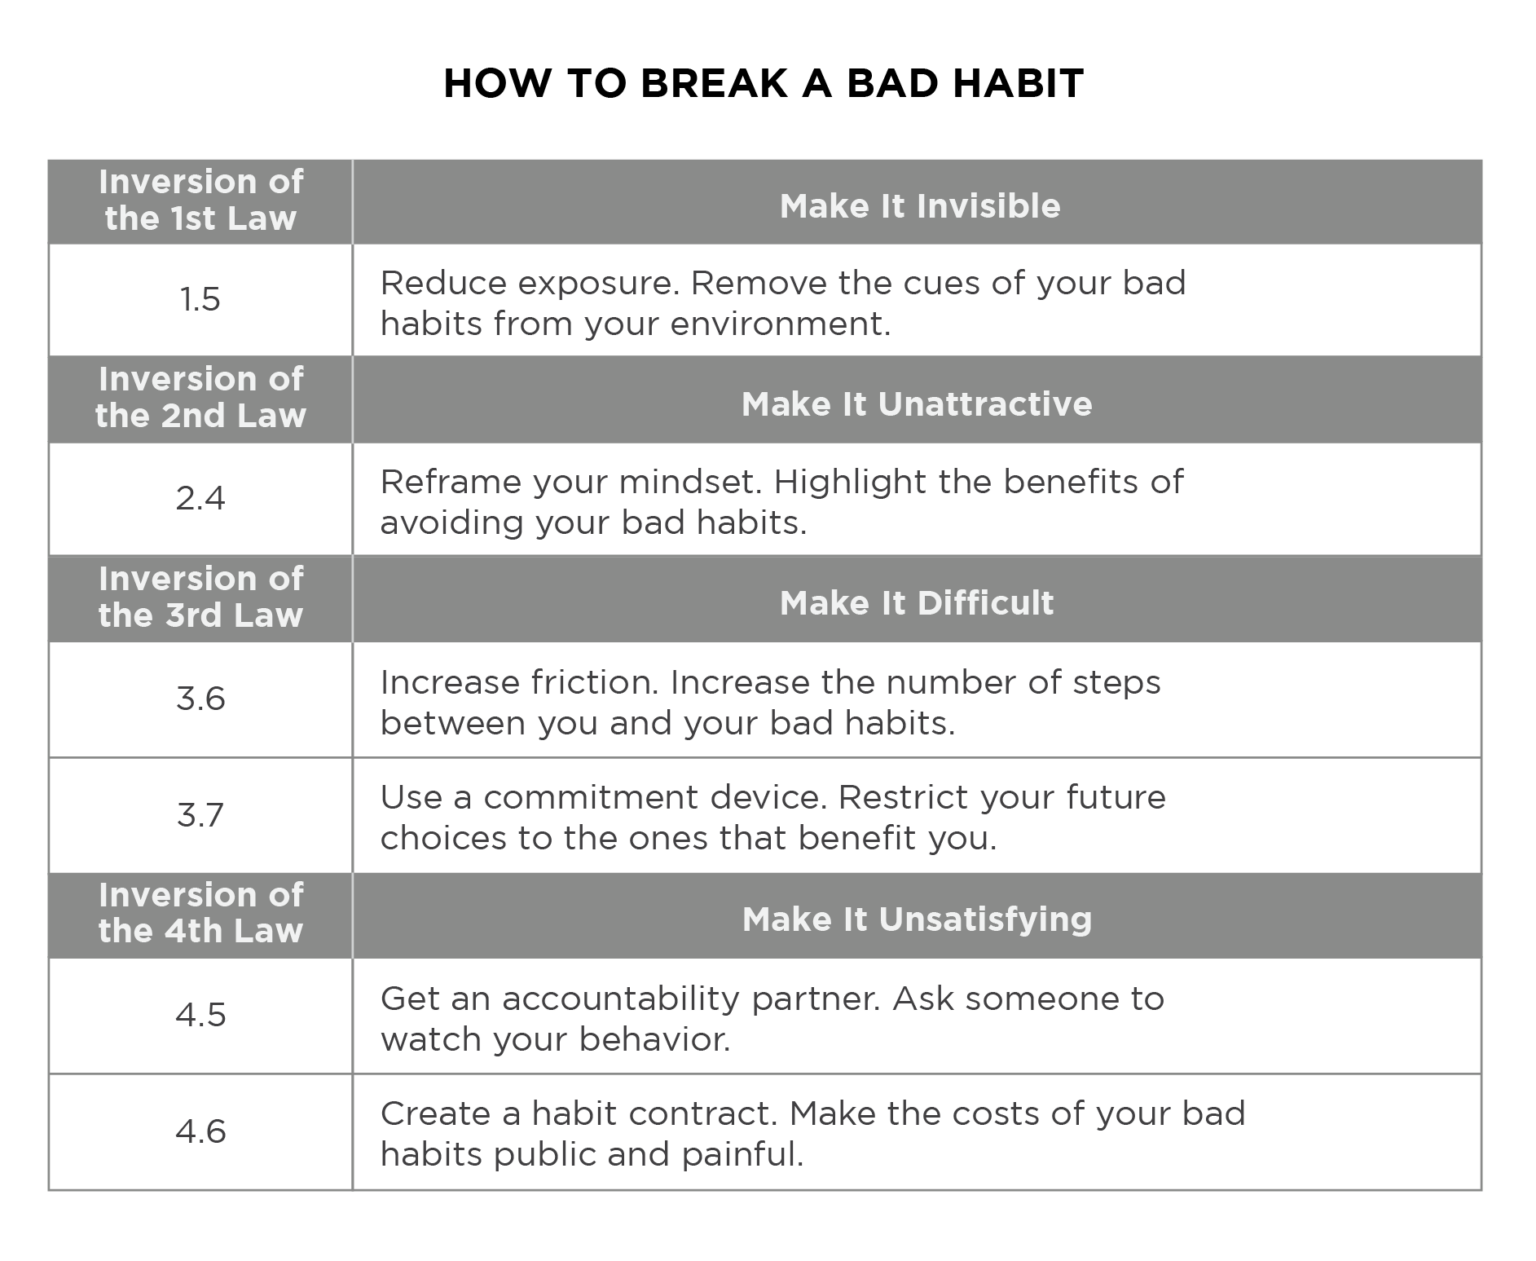 HOW TO BREAK A BAD HABIT
Inversion of
the 1st Law
Make It Invisible
1.5
Reduce exposure. Remove the cues of your bad
habits from your environment.
Inversion of
the 2nd Law
Make It Unattractive
2.4
Reframe your mindset. Highlight the benefits of
avoiding your bad habits.
Inversion of
the 3rd Law
Make It Difficult
3.6
Increase friction. Increase the number of steps
between you and your bad habits.
3.7
Use a commitment device. Restrict your future
choices to the ones that benefit you.
Inversion of
the 4th Law
Make It Unsatisfying
4.5
Get an accountability partner. Ask someone to
watch your behavior.
4.6
Create a habit contract. Make the costs of your bad
habits public and painful.